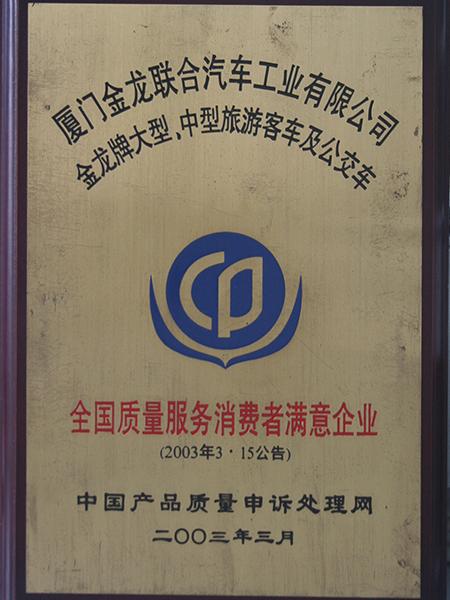 厦门金龙联合汽车工业有限公司
金龙牌大型、中型旅游客车及公交车
CP
全国质量服务消费者满意企业
(2003年3·15公告)
中国产品质量申诉处理网
二〇〇三年三月